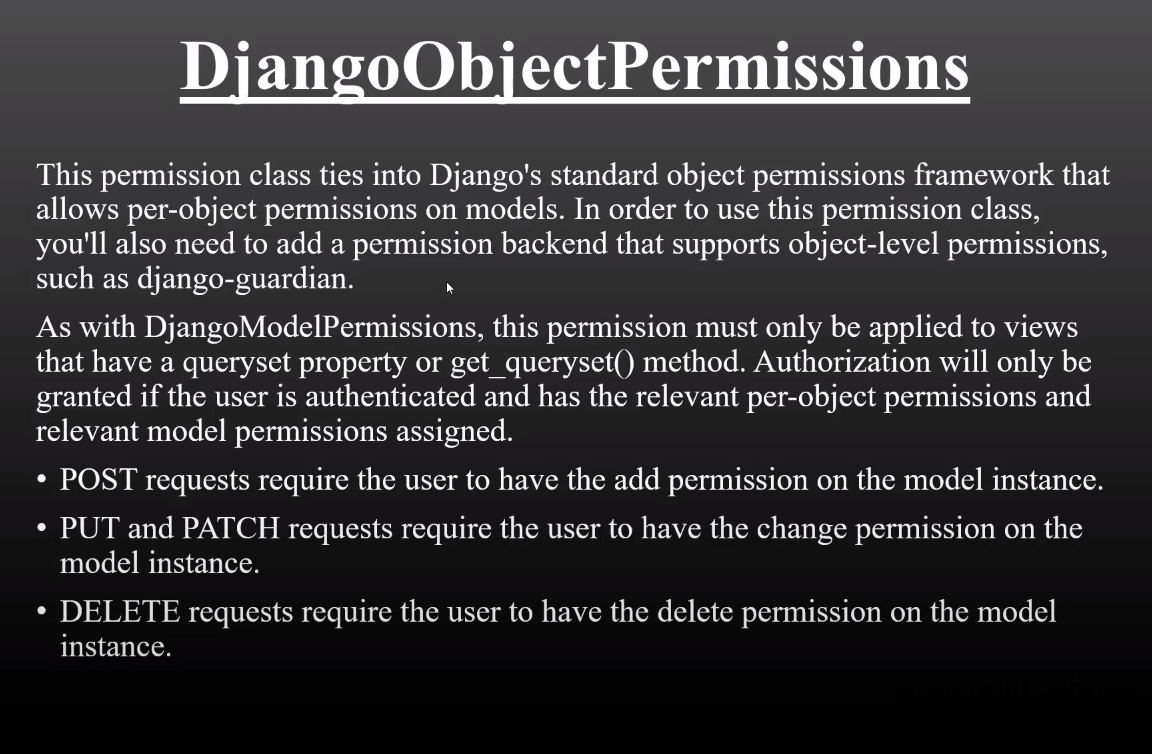 DjangoObjectPermissions
This permission class ties into Django's standard object permissions framework that
allows per-object permissions on models. In order to use this permission class,
you'll also need to add a permission backend that supports object-level permissions,
such as django-guardian.
As with DjangoModelPermissions, this permission must only be applied to views
that have a queryset property or get_queryset() method. Authorization will only be
granted if the user is authenticated and has the relevant per-object permissions and
relevant model permissions assigned.
• POST requests require the user to have the add permission on the model instance.
• PUT and PATCH requests require the user to have the change permission on the
model instance.
• DELETE requests require the user to have the delete permission on the model
instance.